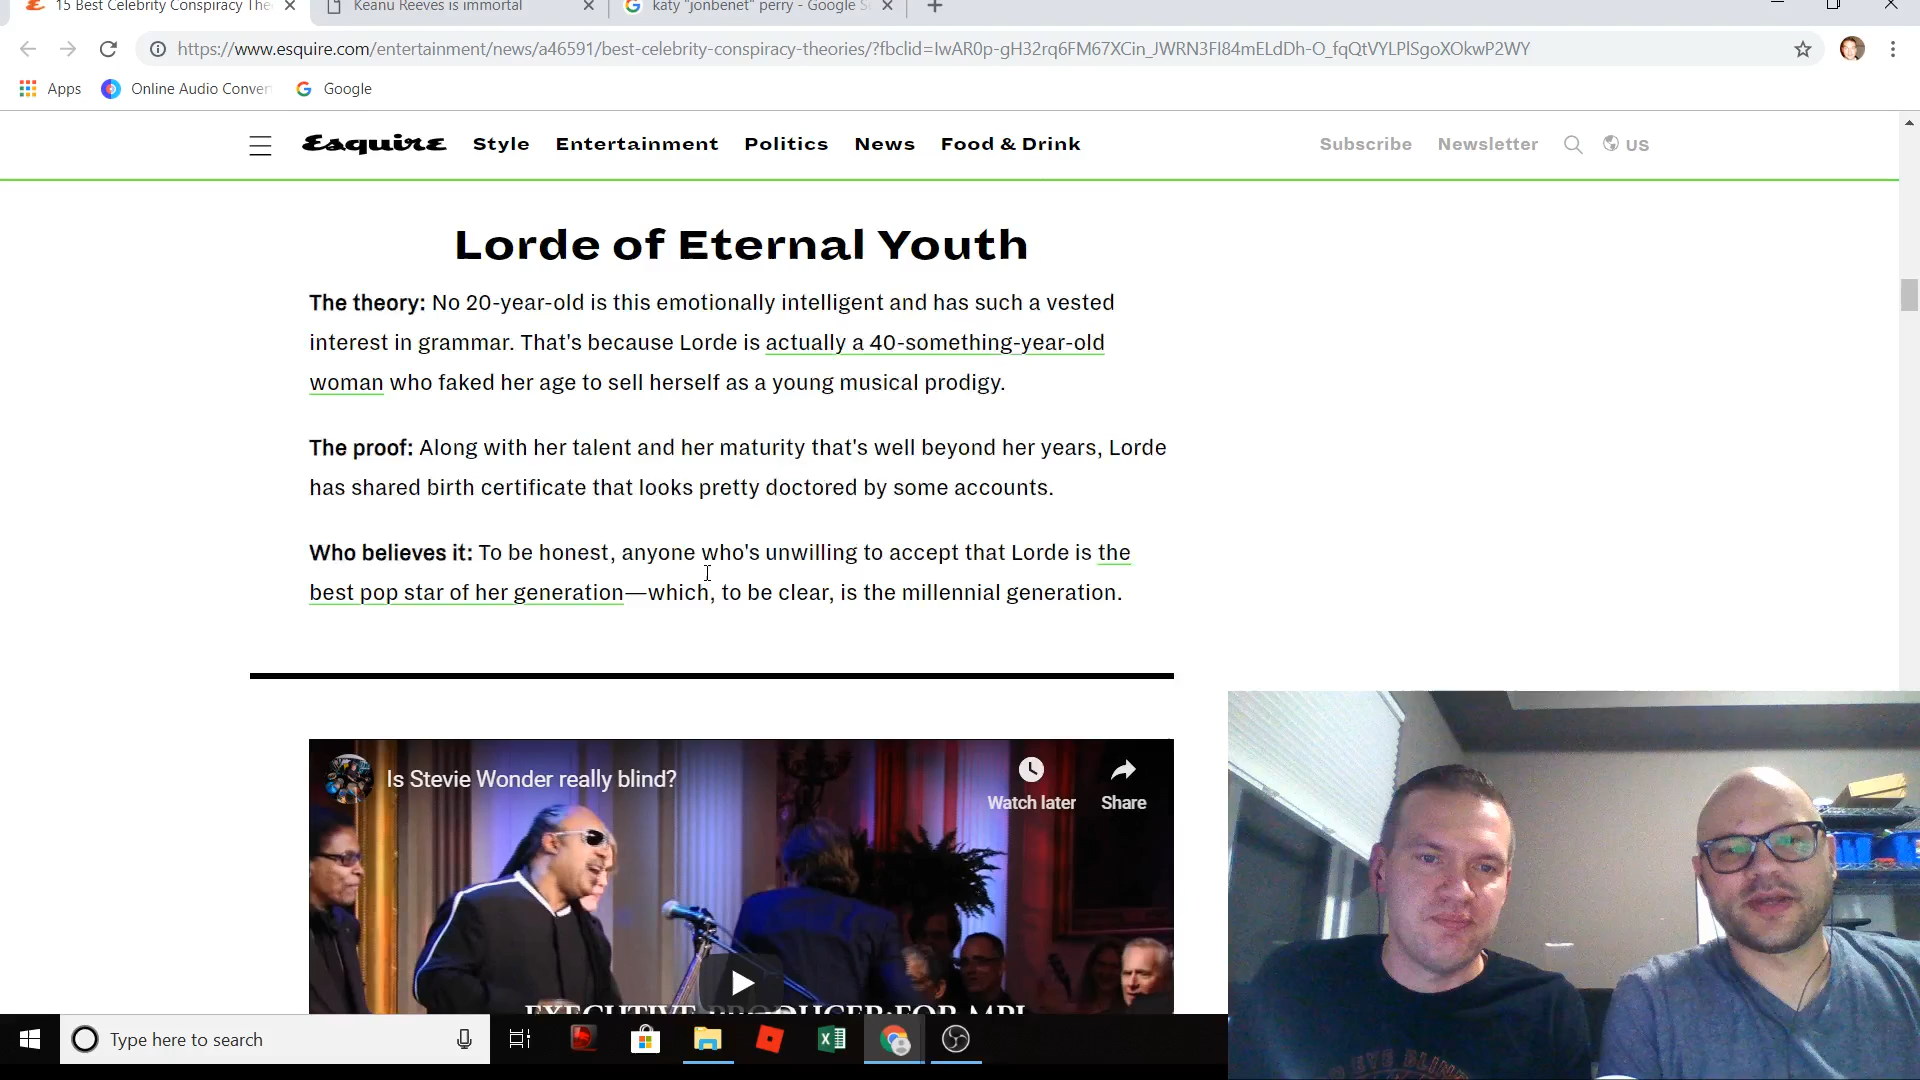 15 Best Celebrity Conspiracy The
Keanu Reeves is immortal
katy "jonbenet" perry - Google S
https://www.esquire.com/entertainment/news/a46591/best-celebrity-conspiracy-theories/?fbclid=IwAR0p-gH32rq6FM67XCin_JWRN3FI84mELdDh-O_fqQtVYLPlSgoXOkwP2WY
Apps
Online Audio Conver
Google
Esquire
Style
Entertainment
Politics
News
Food & Drink
Subscribe
Newsletter
US
Lorde of Eternal Youth
The theory: No 20-year-old is this emotionally intelligent and has such a vested
interest in grammar. That's because Lorde is actually a 40-something-year-old
woman who faked her age to sell herself as a young musical prodigy.
The proof: Along with her talent and her maturity that's well beyond her years, Lorde
has shared birth certificate that looks pretty doctored by some accounts.
Who believes it: To be honest, anyone who's unwilling to accept that Lorde is the
best pop star of her generation—which, to be clear, is the millennial generation.
Is Stevie Wonder really blind?
Watch later
Share
EXECUTIVE PRODUCER FOR MPI
Type here to search
EYE BLIN